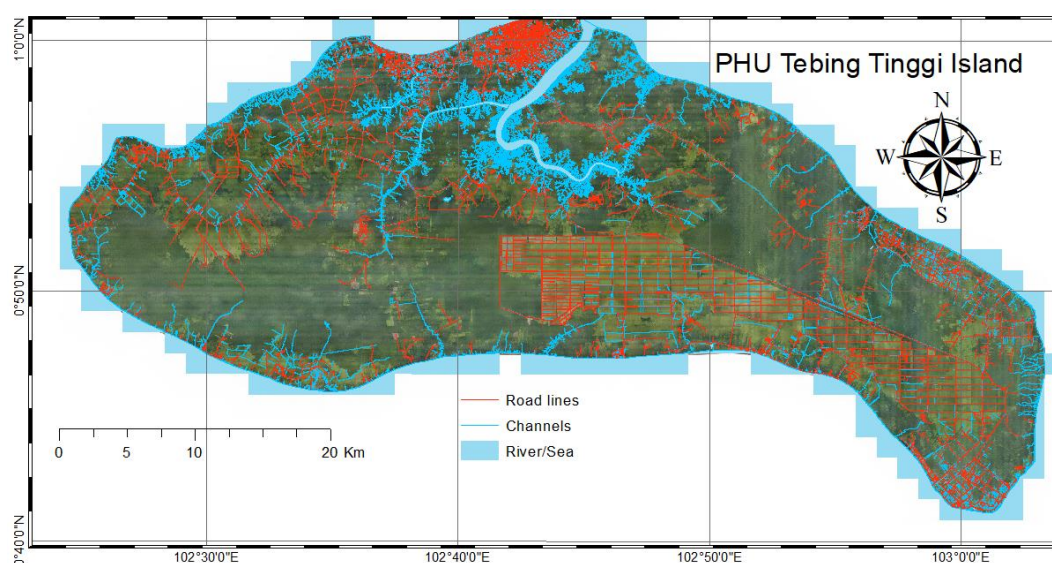 PHU Tebing Tinggi Island
N
W E
S
1°0'0"N
0°50'0"N
0°40'0"N
Road lines
Channels
River/Sea
0 5 10 20 Km
102°30'0"E 102°40'0"E 102°50'0"E 103°0'0"E